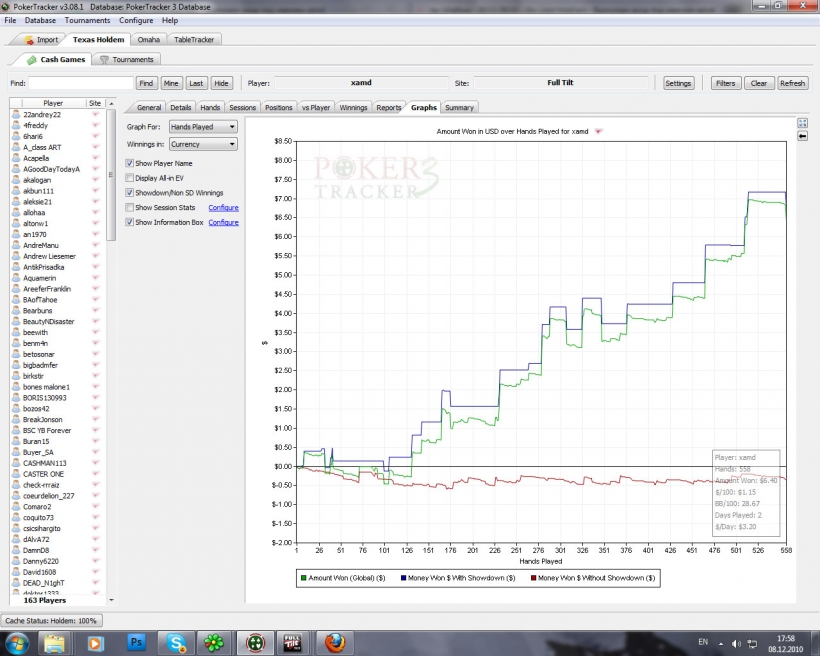 PokerTracker v3.08.1 Database: PokerTracker 3 Database
File Database Tournaments Configure Help
Import Texas Holdem Omaha TableTracker
Cash Games Tournaments
Find: Find Mine Last Hide Player: xamd Site: Full Tilt Settings Filters Clear Refresh
Player Site
General Details Hands Sessions Positions vs Player Winnings Reports Graphs Summary
22andrey22
4freddy
6hari6
A_class ART
Acapella
AGoodDayTodayA
akalogan
akbun111
aleksie21
allohaa
altonw1
an1970
AndreManu
Andrew Liesemer
AntikPrisadka
Aquamerin
AreeferFranklin
BAofTahoe
Bearbuns
BeautyNDisaster
beewith
benm4n
betosonar
bigbadmfer
birkstir
bones malone1
BORIS130993
bozos42
BreakJonson
BSC YB Forever
Buran15
Buyer_SA
CASHMAN113
CASTER ONE
check-rrraiz
coeurdelion_227
Comaro2
coquito73
csicshargto
dAlvA72
DamnD8
Danny6220
David1608
DEAD_N1ghT
doktor1333
163 Players
Graph For: Hands Played
Winnings in: Currency
Show Player Name
Display All-in EV
Showdown/Non SD Winnings
Show Session Stats Configure
Show Information Box Configure
Amount Won in USD over Hands Played for xamd
POKER
TRACKER 3
$8.50
$8.00
$7.50
$7.00
$6.50
$6.00
$5.50
$5.00
$4.50
$4.00
$3.50
$3.00
$2.50
$2.00
$1.50
$1.00
$0.50
$0.00
$-0.50
$-1.00
$-1.50
$-2.00
$
Player: xamd
Hands: 558
Amount Won: $6.40
$/100: $1.15
BB/100: 28.67
Days Played: 2
$/Day: $3.20
1 26 51 76 101 126 151 176 201 226 251 276 301 326 351 376 401 426 451 476 501 526 558
Hands Played
Amount Won (Global) ($) Money Won $ With Showdown ($) Money Won $ Without Showdown ($)
Cache Status: Holdem: 100%
Ps S FULL TILT EN 17:58
08.12.2010